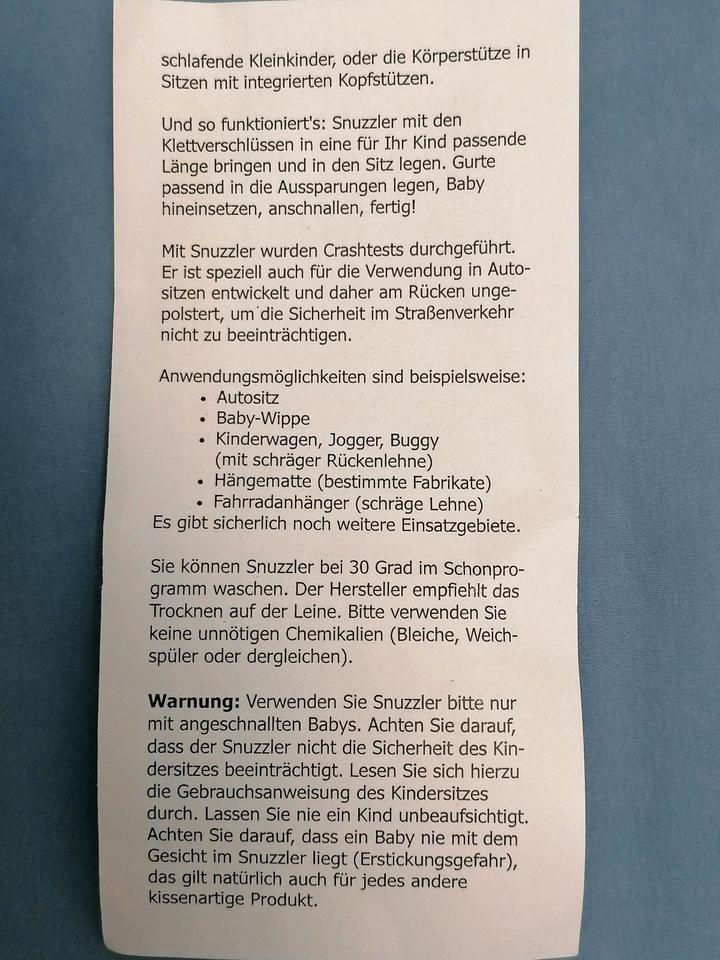 schlafende Kleinkinder, oder die Körperstütze in
Sitzen mit integrierten Kopfstützen.
Und so funktioniert's: Snuzzler mit den
Klettverschlüssen in eine für Ihr Kind passende
Länge bringen und in den Sitz legen. Gurte
passend in die Aussparungen legen, Baby
hineinsetzen, anschnallen, fertig!
Mit Snuzzler wurden Crashtests durchgeführt.
Er ist speziell auch für die Verwendung in Auto-
sitzen entwickelt und daher am Rücken unge-
polstert, um die Sicherheit im Straßenverkehr
nicht zu beeinträchtigen.
Anwendungsmöglichkeiten sind beispielsweise:
• Autositz
• Baby-Wippe
• Kinderwagen, Jogger, Buggy
(mit schräger Rückenlehne)
• Hängematte (bestimmte Fabrikate)
• Fahrradanhänger (schräge Lehne)
Es gibt sicherlich noch weitere Einsatzgebiete.
Sie können Snuzzler bei 30 Grad im Schonpro-
gramm waschen. Der Hersteller empfiehlt das
Trocknen auf der Leine. Bitte verwenden Sie
keine unnötigen Chemikalien (Bleiche, Weich-
spüler oder dergleichen).
Warnung: Verwenden Sie Snuzzler bitte nur
mit angeschnallten Babys. Achten Sie darauf,
dass der Snuzzler nicht die Sicherheit des Kin-
dersitzes beeinträchtigt. Lesen Sie sich hierzu
die Gebrauchsanweisung des Kindersitzes
durch. Lassen Sie nie ein Kind unbeaufsichtigt.
Achten Sie darauf, dass ein Baby nie mit dem
Gesicht im Snuzzler liegt (Erstickungsgefahr),
das gilt natürlich auch für jedes andere
kissenartige Produkt.